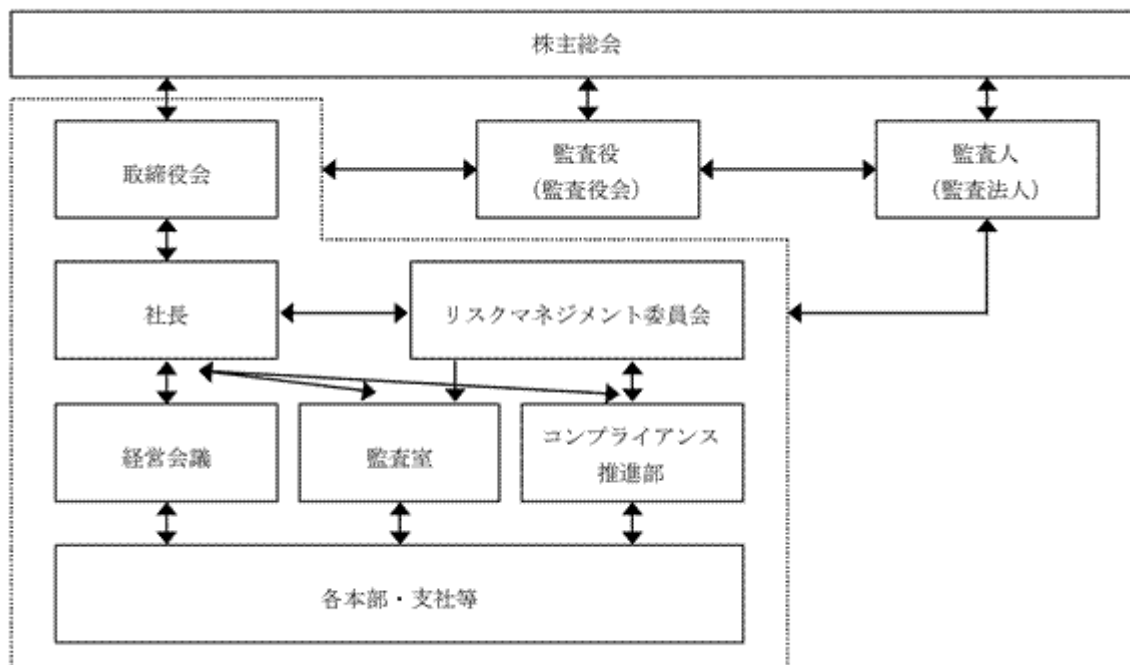 株主総会
取締役会
監査役
（監査役会）
監査人
（監査法人）
社長
リスクマネジメント委員会
経営会議
監査室
コンプライアンス
推進部
各本部・支社等